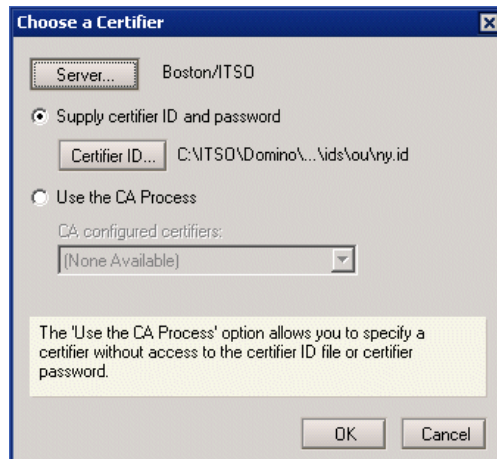 Choose a Certifier
Server... Boston/ITSO
Supply certifier ID and password
Certifier ID... C:\ITSO\Domino\...\ids\ou\ny.id
Use the CA Process
CA configured certifiers:
(None Available)
The 'Use the CA Process' option allows you to specify a
certifier without access to the certifier ID file or certifier
password.
OK Cancel